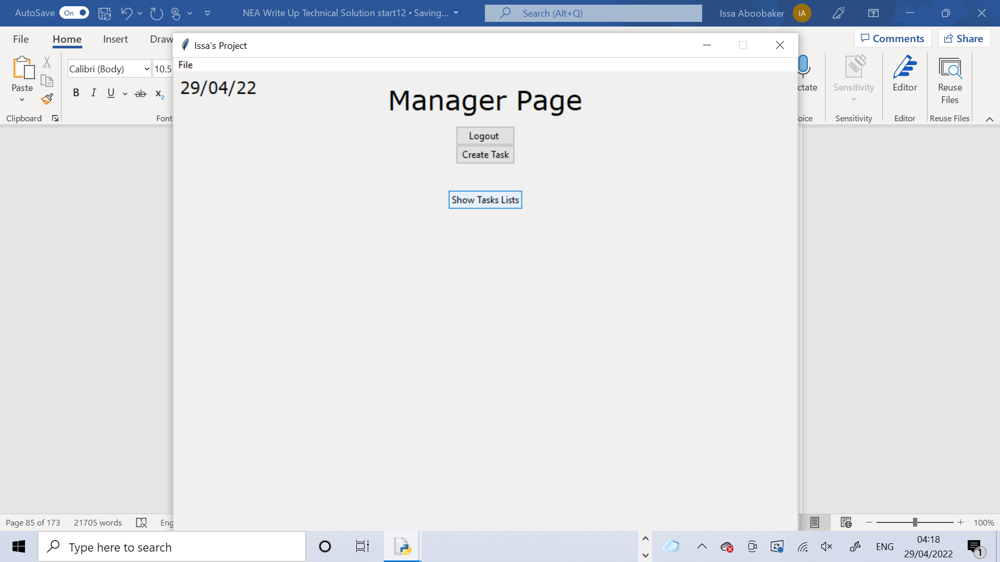 AutoSave On NEA Write Up Technical Solution start12 • Saving... Search (Alt+Q) Issa Aboobaker IA
File Home Insert Draw Comments Share
Issa's Project
File
Calibri (Body) 10.5
Paste B I U ab x2 ctate Sensitivity Editor Reuse Files
Clipboard Font oice Sensitivity Editor Reuse Files
29/04/22
Manager Page
Logout
Create Task
Show Tasks Lists
Page 85 of 173 21705 words Eng 100%
Type here to search ENG 04:18
29/04/2022 1